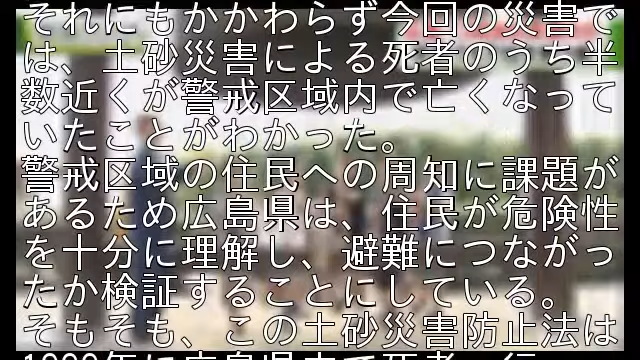 それにもかかわらず今回の災害で
は、土砂災害による死者のうち半
数近くが警戒区域内で亡くなって
いたことがわかった。
警戒区域の住民への周知に課題が
あるため広島県は、住民が危険性
を十分に理解し、避難につながっ
たか検証することにしている。
そもそも、この土砂災害防止法は